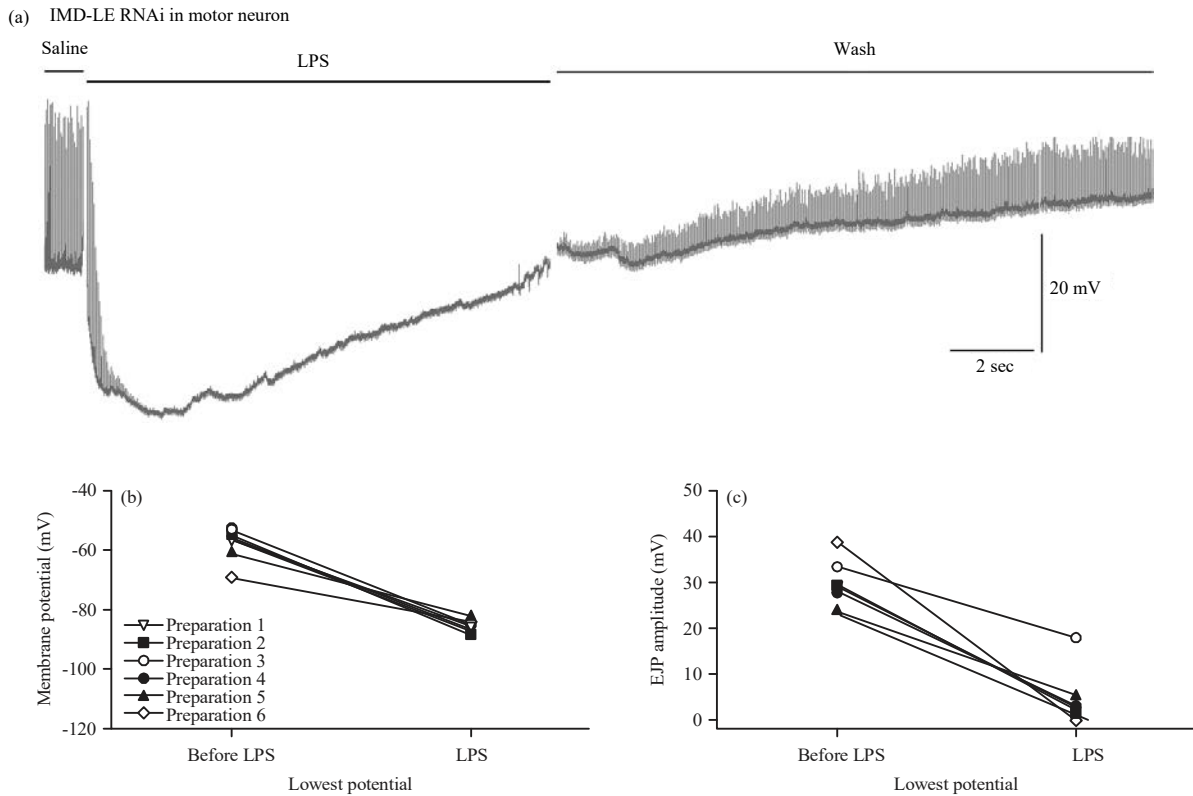 (a) IMD-LE RNAi in motor neuron
Saline
LPS
Wash
20 mV
2 sec
(b)
Membrane potential (mV)
-40
-60
-80
-100
-120
Preparation 1
Preparation 2
Preparation 3
Preparation 4
Preparation 5
Preparation 6
Before LPS LPS
Lowest potential
(c)
EJP amplitude (mV)
50
40
30
20
10
0
Before LPS LPS
Lowest potential